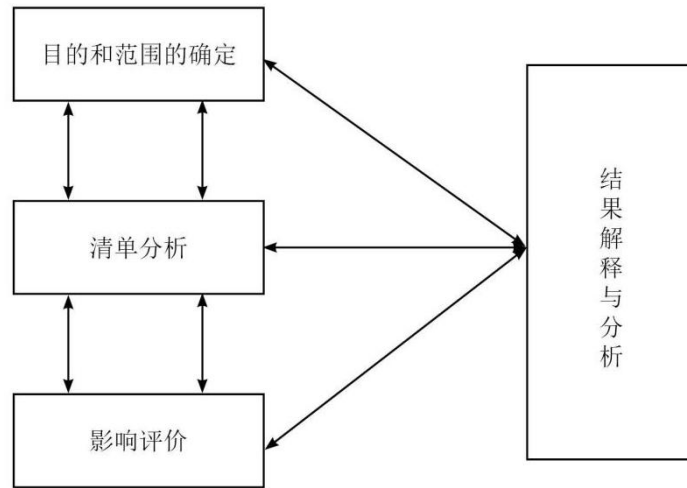 目的和范围的确定
清单分析
影响评价
结果解释与分析